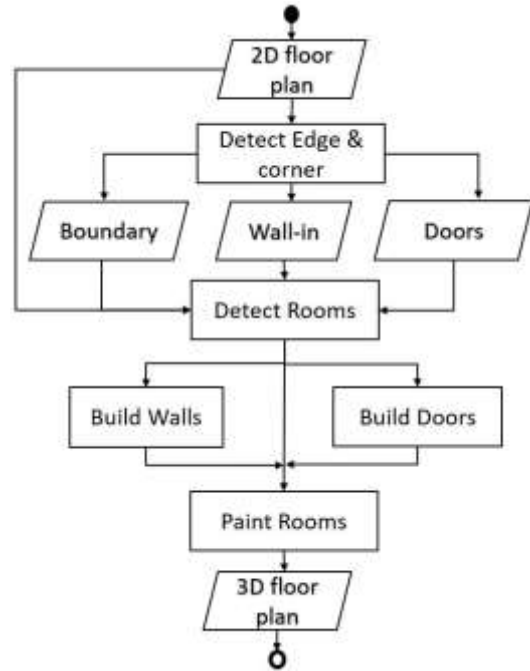 2D floor
plan
Detect Edge &
corner
Boundary
Wall-in
Doors
Detect Rooms
Build Walls
Build Doors
Paint Rooms
3D floor
plan